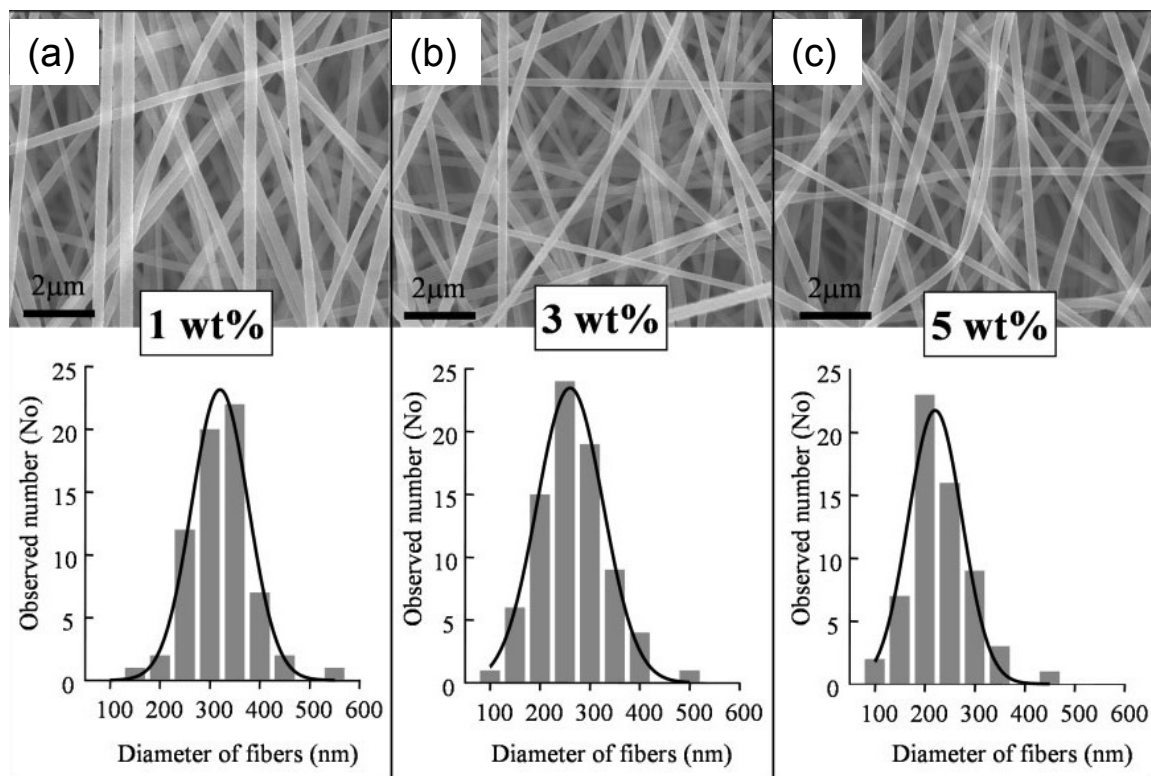 (a)
2μm
1 wt%
25
20
15
10
5
0
Observed number (No)
100 200 300 400 500 600
Diameter of fibers (nm)
(b)
2μm
3 wt%
25
20
15
10
5
0
Observed number (No)
100 200 300 400 500 600
Diameter of fibers (nm)
(c)
2μm
5 wt%
25
20
15
10
5
0
Observed number (No)
100 200 300 400 500 600
Diameter of fibers (nm)